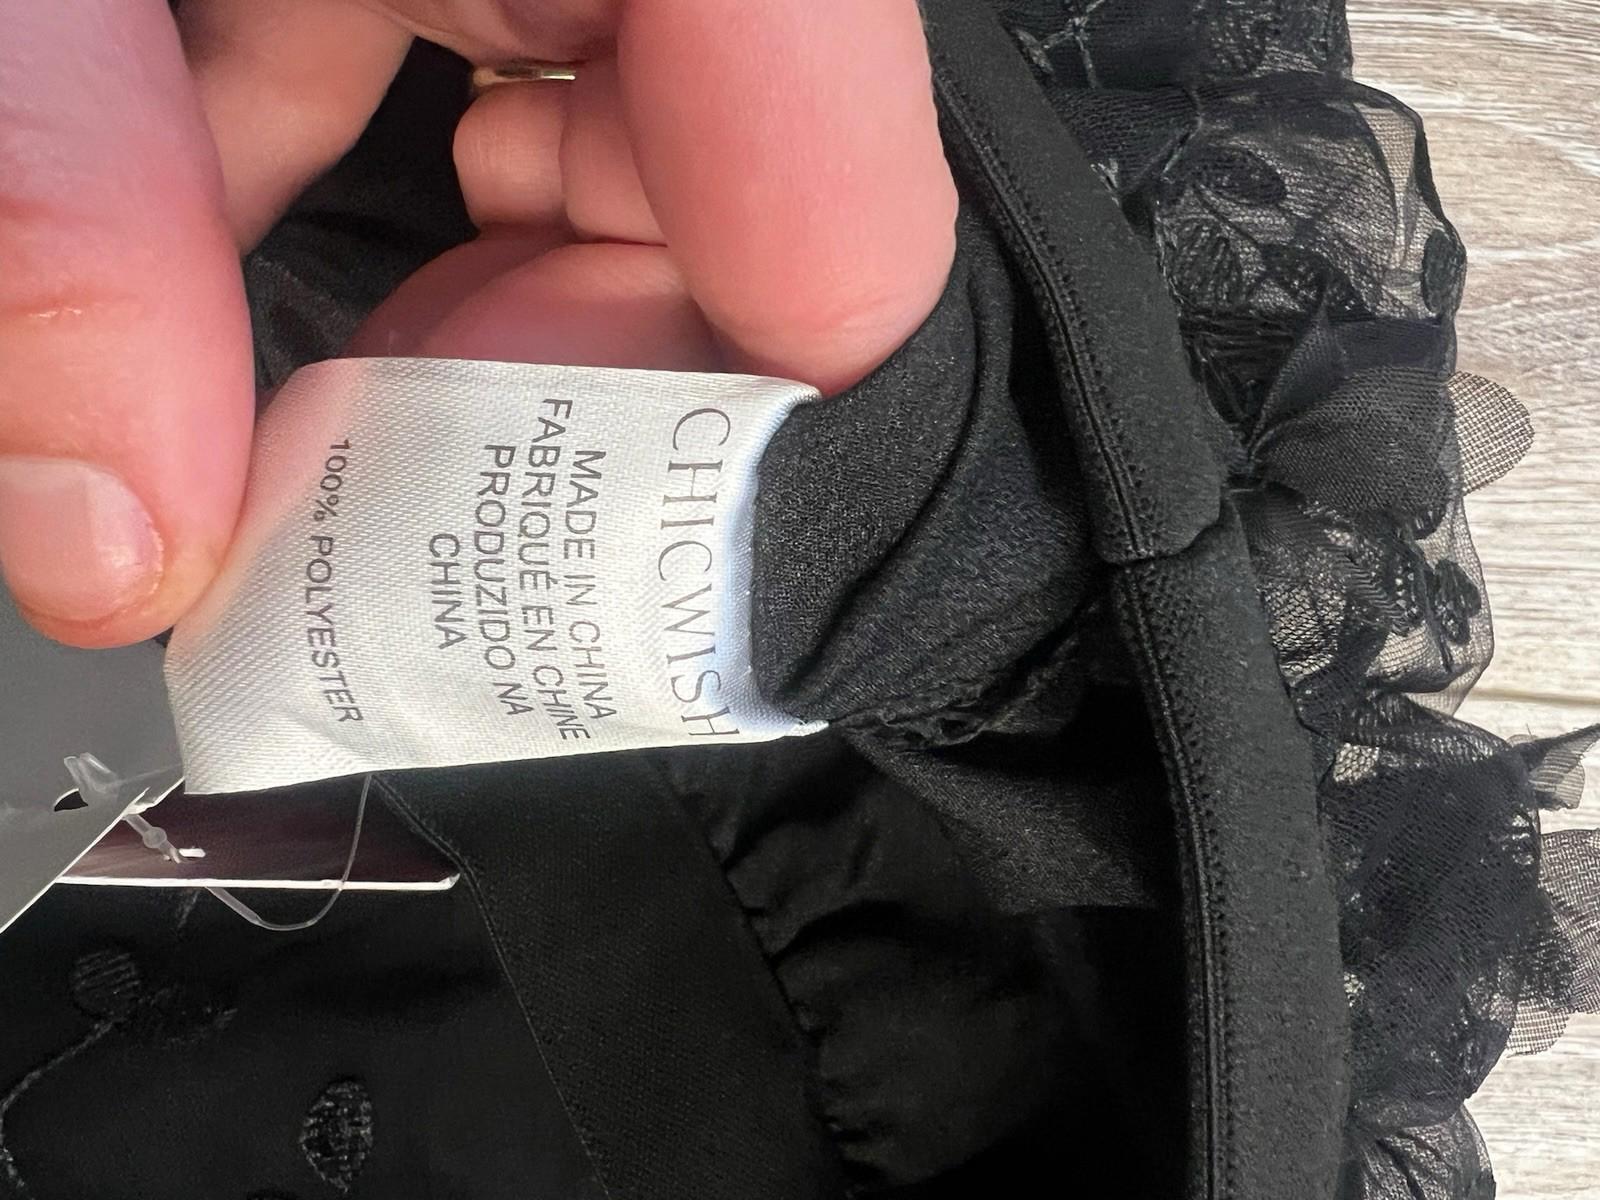 CHICWISH
MADE IN CHINA
FABRIQUÉ EN CHINE
PRODUZIDO NA
CHINA
100% POLYESTER